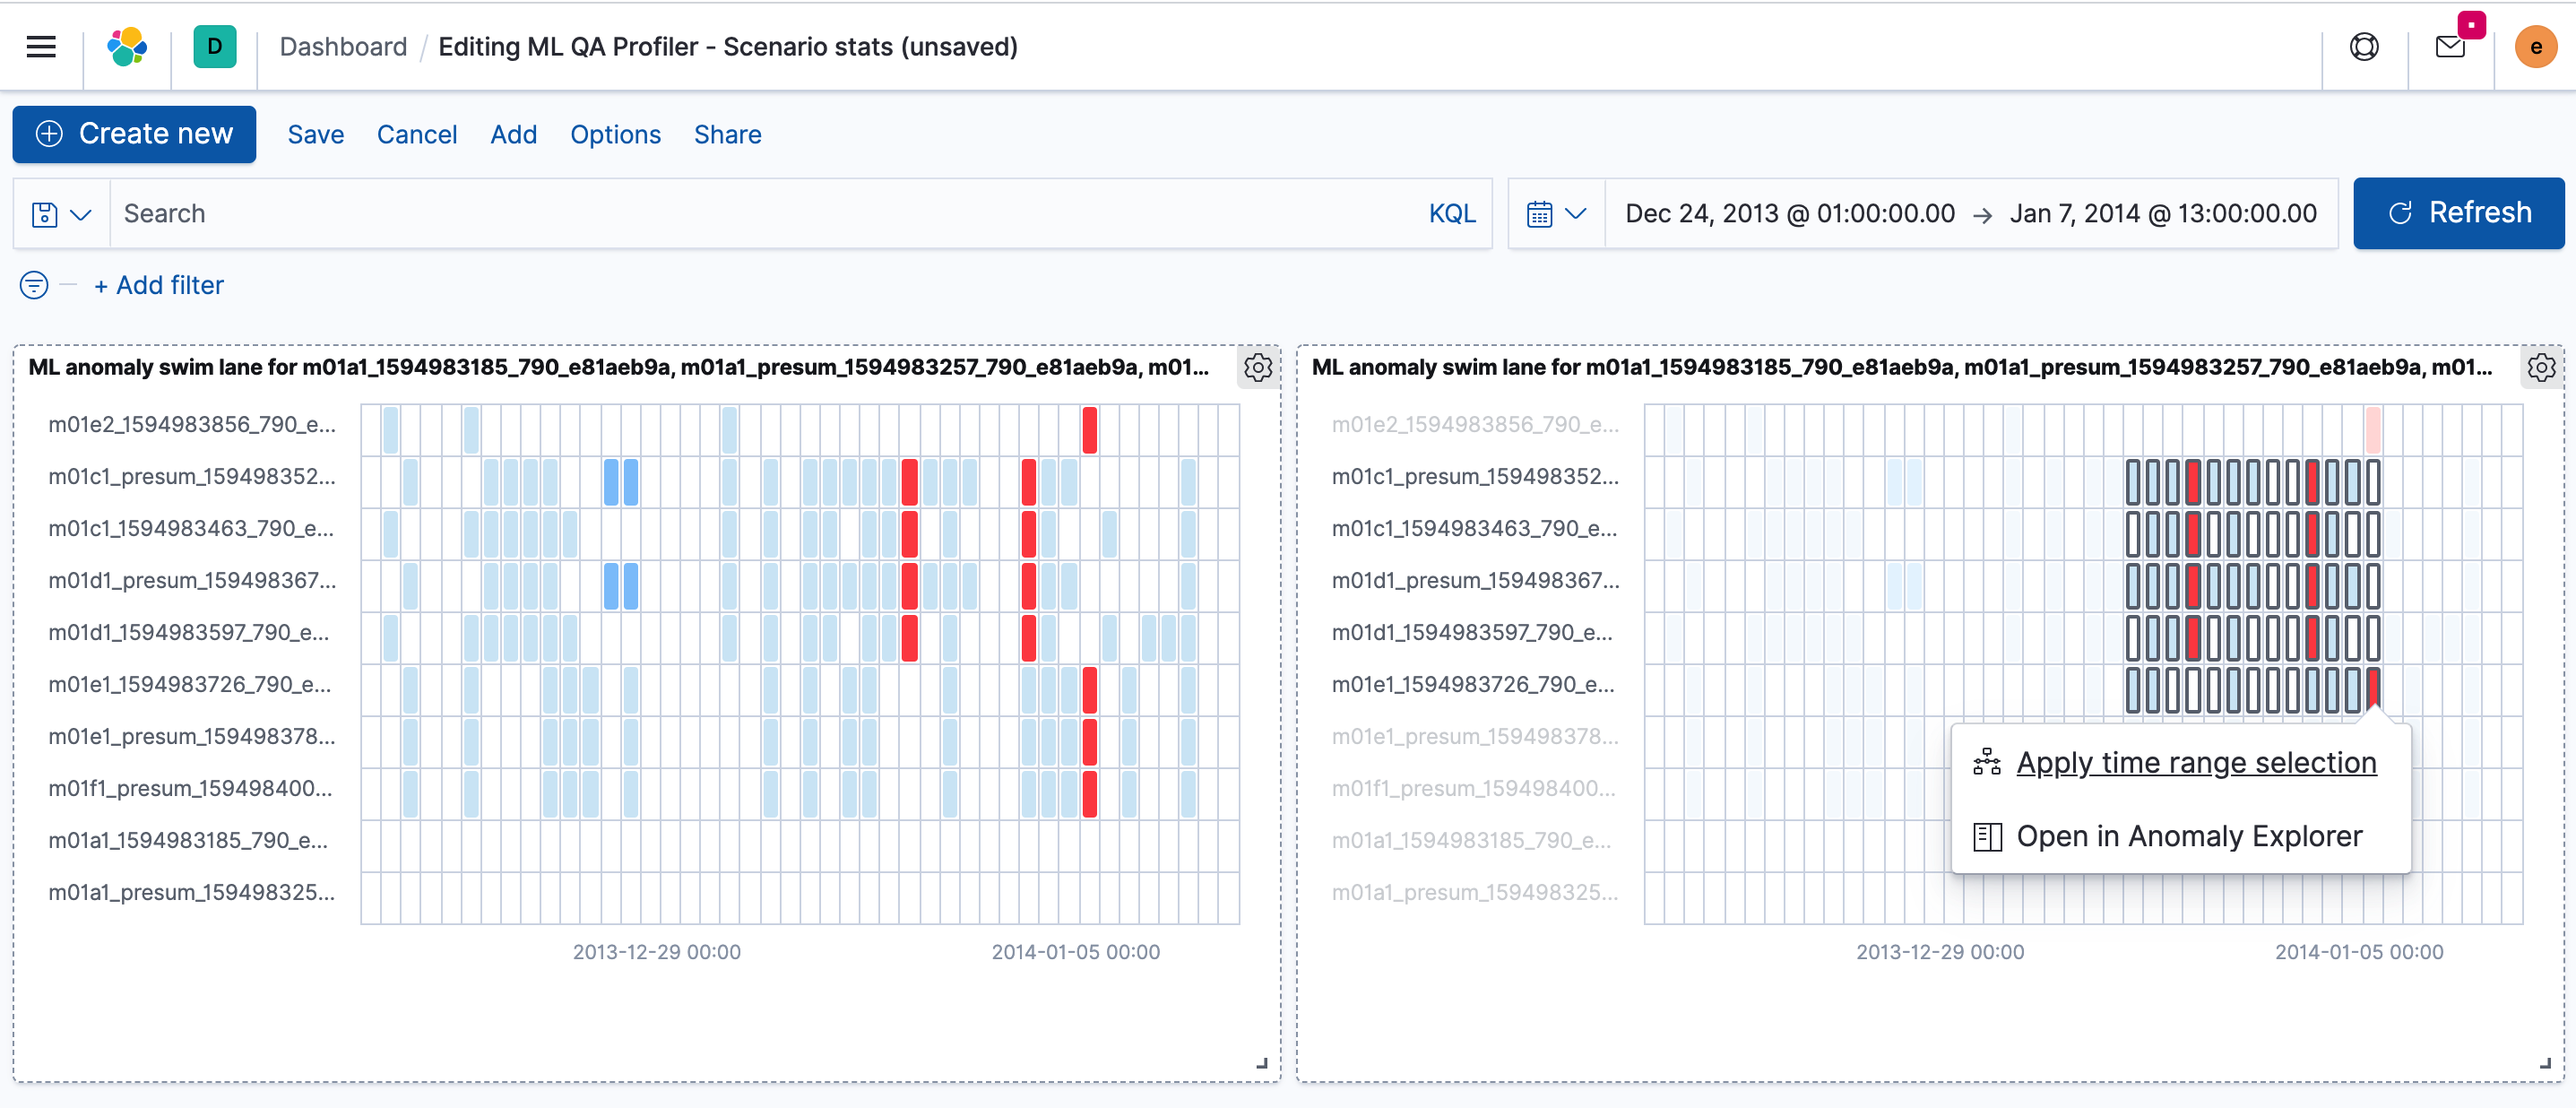 D
Dashboard / Editing ML QA Profiler - Scenario stats (unsaved)
e
Create new
Save
Cancel
Add
Options
Share
Search
KQL
Dec 24, 2013 @ 01:00:00.00 → Jan 7, 2014 @ 13:00:00.00
Refresh
+ Add filter
ML anomaly swim lane for m01a1_1594983185_790_e81aeb9a, m01a1_presum_1594983257_790_e81aeb9a, m01...
m01e2_1594983856_790_e...
m01c1_presum_159498352...
m01c1_1594983463_790_e...
m01d1_presum_159498367...
m01d1_1594983597_790_e...
m01e1_1594983726_790_e...
m01e1_presum_159498378...
m01f1_presum_159498400...
m01a1_1594983185_790_e...
m01a1_presum_159498325...
2013-12-29 00:00
2014-01-05 00:00
ML anomaly swim lane for m01a1_1594983185_790_e81aeb9a, m01a1_presum_1594983257_790_e81aeb9a, m01...
m01e2_1594983856_790_e...
m01c1_presum_159498352...
m01c1_1594983463_790_e...
m01d1_presum_159498367...
m01d1_1594983597_790_e...
m01e1_1594983726_790_e...
m01e1_presum_159498378...
m01f1_presum_159498400...
m01a1_1594983185_790_e...
m01a1_presum_159498325...
Apply time range selection
Open in Anomaly Explorer
2013-12-29 00:00
2014-01-05 00:00